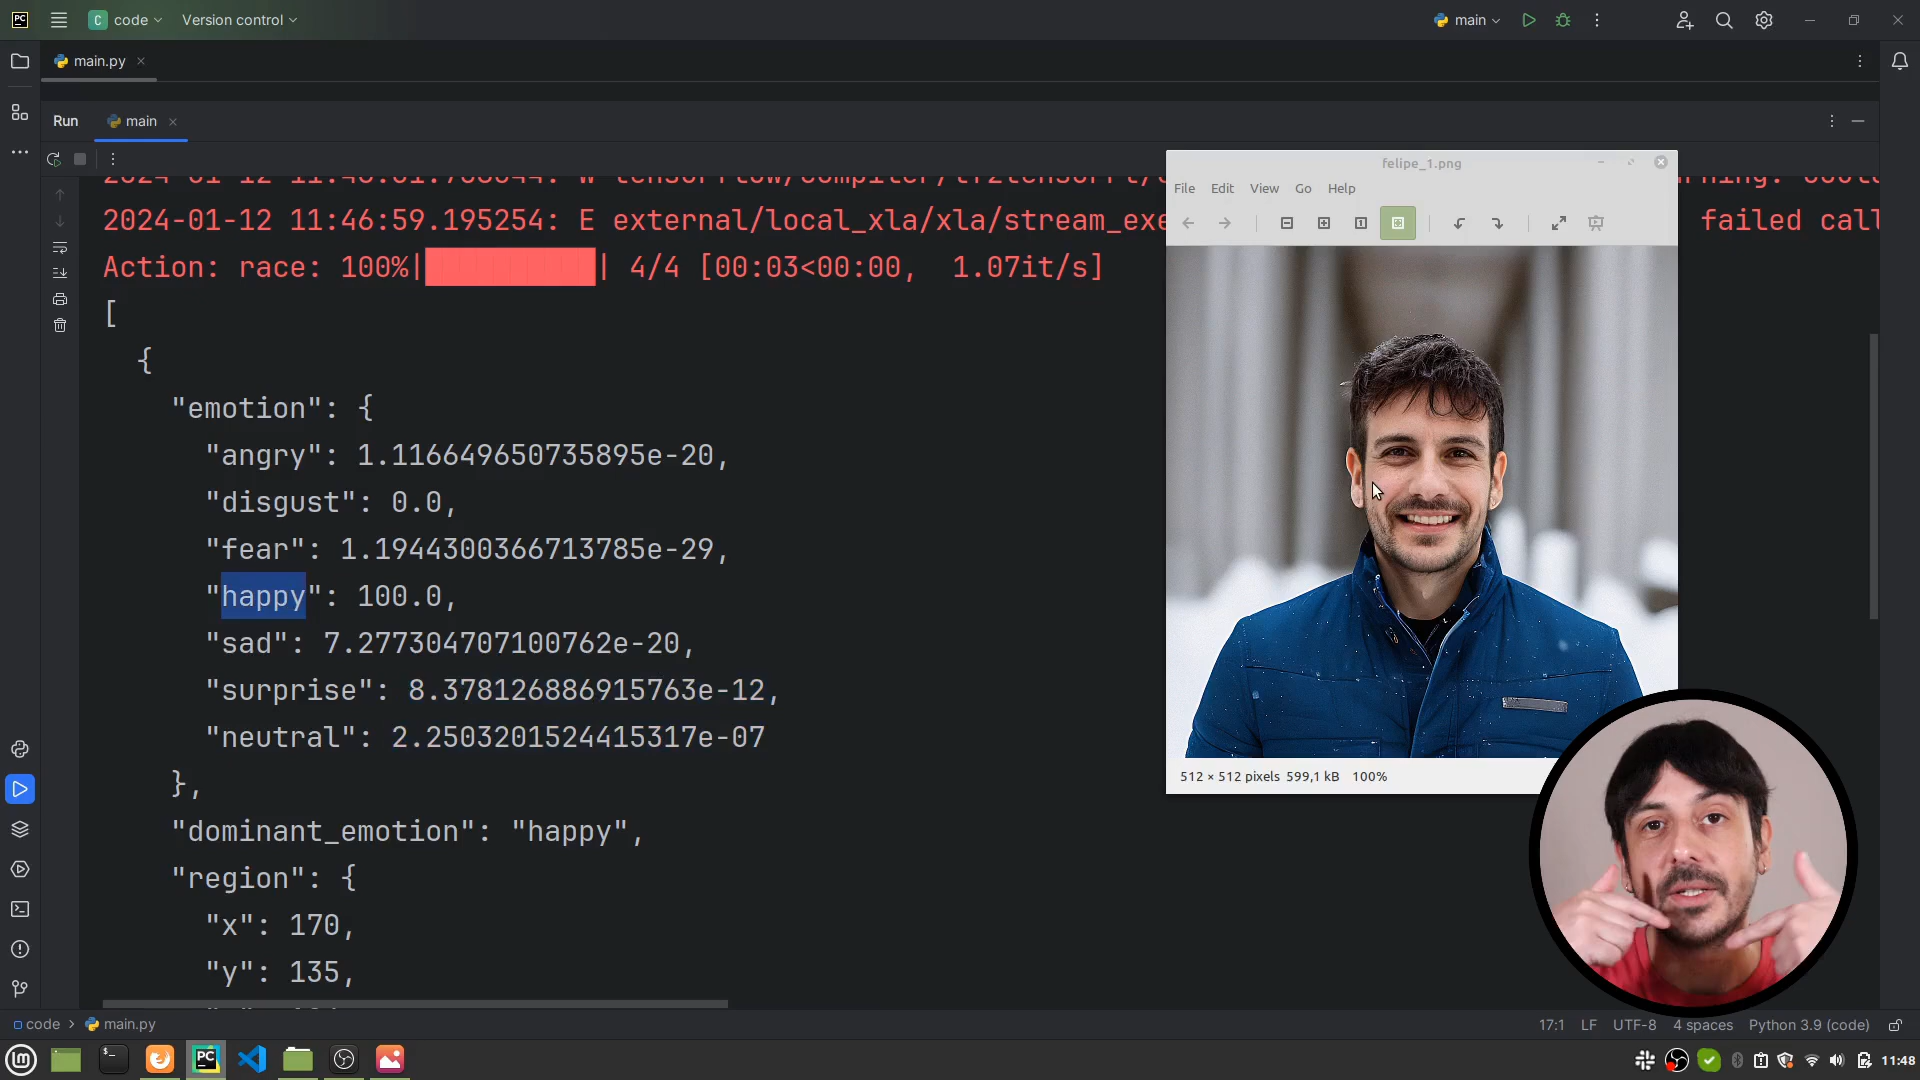 PC C code Version control main
main.py
Run main
2024-01-12 11:46:59.195254: E external/local_xla/xla/stream_exe failed call
Action: race: 100%| | 4/4 [00:03<00:00, 1.07it/s]
[
{
"emotion": {
"angry": 1.116649650735895e-20,
"disgust": 0.0,
"fear": 1.1944300366713785e-29,
"happy": 100.0,
"sad": 7.277304707100762e-20,
"surprise": 8.378126886915763e-12,
"neutral": 2.2503201524415317e-07
},
"dominant_emotion": "happy",
"region": {
"x": 170,
"y": 135,
felipe_1.png
File Edit View Go Help
512 × 512 pixels 599,1 kB 100%
code > main.py 17:1 LF UTF-8 4 spaces Python 3.9 (code)
PC 11:48